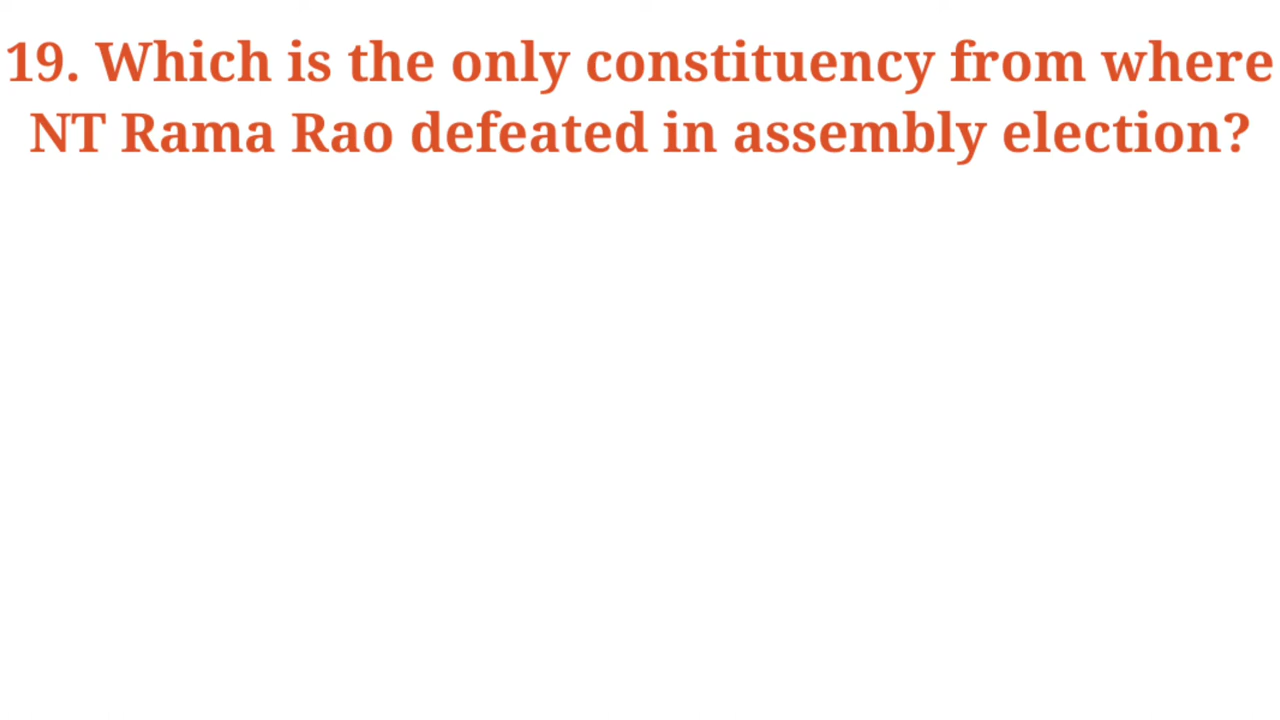 19. Which is the only constituency from where
NT Rama Rao defeated in assembly election?